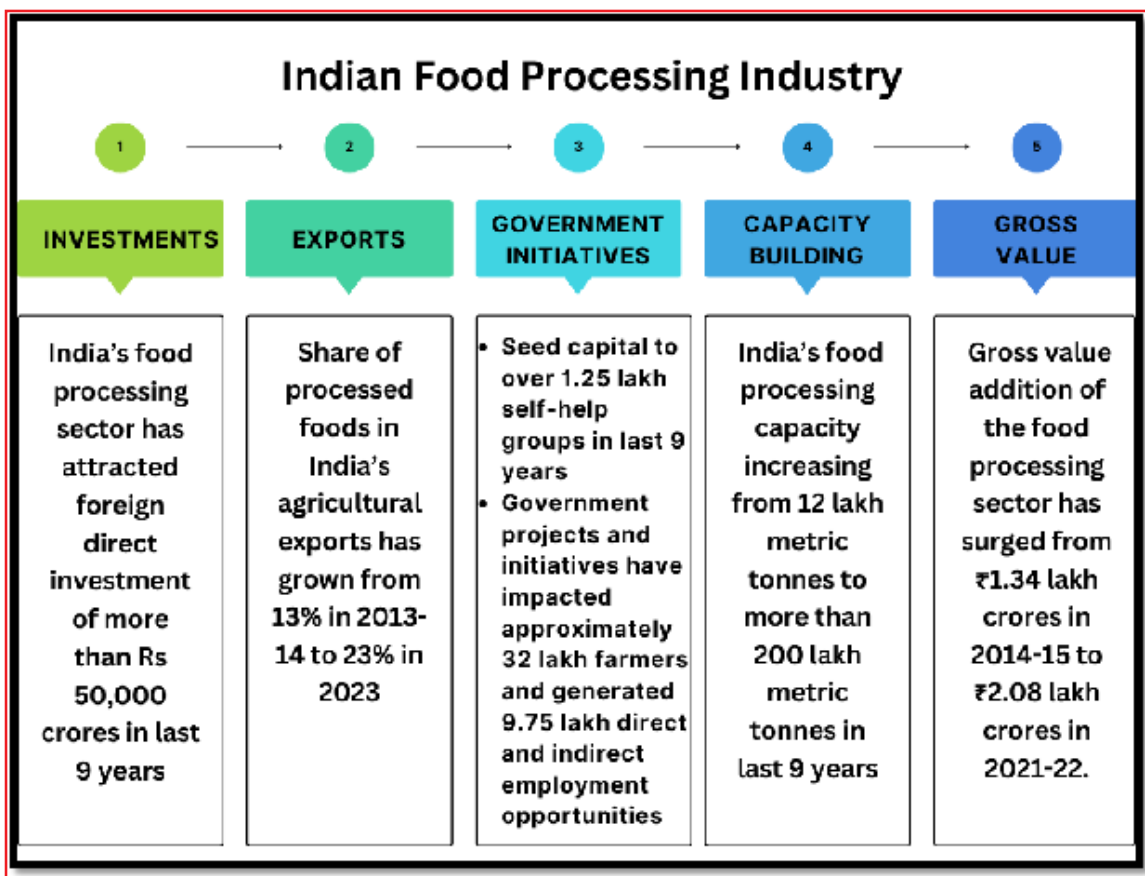 Indian Food Processing Industry
1
2
3
4
5
INVESTMENTS
EXPORTS
GOVERNMENT
INITIATIVES
CAPACITY
BUILDING
GROSS
VALUE
India's food
processing
sector has
attracted
foreign
direct
investment
of more
than Rs
50,000
crores in last
9 years
Share of
processed
foods in
India's
agricultural
exports has
grown from
13% in 2013-
14 to 23% in
2023
• Seed capital to
over 1.25 lakh
self-help
groups in last 9
years
• Government
projects and
initiatives have
impacted
approximately
32 lakh farmers
and generated
9.75 lakh direct
and indirect
employment
opportunities
India's food
processing
capacity
increasing
from 12 lakh
metric
tonnes to
more than
200 lakh
metric
tonnes in
last 9 years
Gross value
addition of
the food
processing
sector has
surged from
₹1.34 lakh
crores in
2014-15 to
₹2.08 lakh
crores in
2021-22.